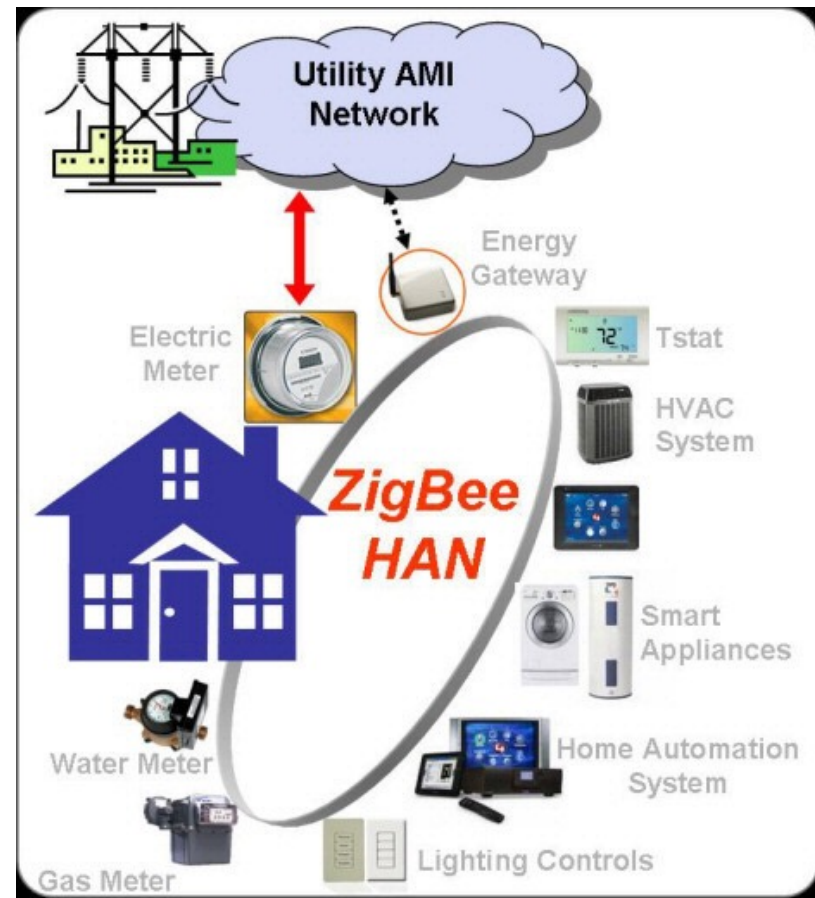 Utility AMI
Network
Energy
Gateway
Electric
Meter
72°
Tstat
HVAC
System
ZigBee
HAN
Smart
Appliances
Water Meter
Home Automation
System
Gas Meter
Lighting Controls